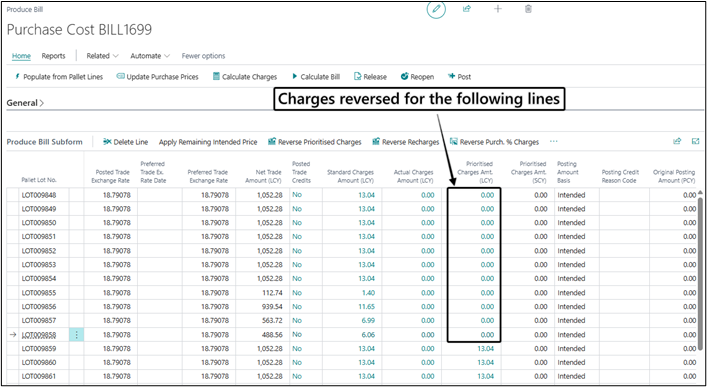 Produce Bill
Purchase Cost BILL1699
Home Reports Related Automate Fewer options
Populate from Pallet Lines Update Purchase Prices Calculate Charges Calculate Bill Release Reopen Post
Charges reversed for the following lines
General
Produce Bill Subform Delete Line Apply Remaining Intended Price Reverse Prioritised Charges Reverse Recharges Reverse Purch. % Charges ...
Pallet Lot No. Posted Trade Exchange Rate Preferred Trade Ex. Rate Date Preferred Trade Exchange Rate Net Trade Amount (LCY) Posted Trade Credits Standard Charges Amount (LCY) Actual Charges Amount (LCY) Prioritised Charges Amt. (LCY) Prioritised Charges Amt. (SCY) Posting Amount Basis Posting Credit Reason Code Original Posting Amount (PCY)
LOT009848 18.79078 18.79078 1,052.28 No 13.04 0.00 0.00 0.00 Intended 0.00
LOT009849 18.79078 18.79078 1,052.28 No 13.04 0.00 0.00 0.00 Intended 0.00
LOT009850 18.79078 18.79078 1,052.28 No 13.04 0.00 0.00 0.00 Intended 0.00
LOT009851 18.79078 18.79078 1,052.28 No 13.04 0.00 0.00 0.00 Intended 0.00
LOT009852 18.79078 18.79078 1,052.28 No 13.04 0.00 0.00 0.00 Intended 0.00
LOT009853 18.79078 18.79078 1,052.28 No 13.04 0.00 0.00 0.00 Intended 0.00
LOT009854 18.79078 18.79078 1,052.28 No 13.04 0.00 0.00 0.00 Intended 0.00
LOT009855 18.79078 18.79078 112.74 No 1.40 0.00 0.00 0.00 Intended 0.00
LOT009856 18.79078 18.79078 939.54 No 11.65 0.00 0.00 0.00 Intended 0.00
LOT009857 18.79078 18.79078 563.72 No 6.99 0.00 0.00 0.00 Intended 0.00
LOT009858 18.79078 18.79078 488.56 No 6.06 0.00 0.00 0.00 Intended 0.00
LOT009859 18.79078 18.79078 1,052.28 No 13.04 0.00 13.04 0.00 Intended 0.00
LOT009860 18.79078 18.79078 1,052.28 No 13.04 0.00 13.04 0.00 Intended 0.00
LOT009861 18.79078 18.79078 1,052.28 No 13.04 0.00 13.04 0.00 Intended 0.00